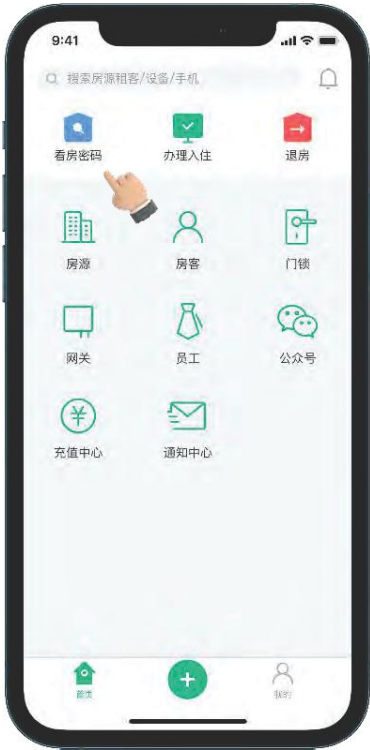 9:41
搜索房源租客/设备/手机
看房密码 办理入住 退房
房源 房客 门锁
网关 员工 公众号
充值中心 通知中心
首页 我的